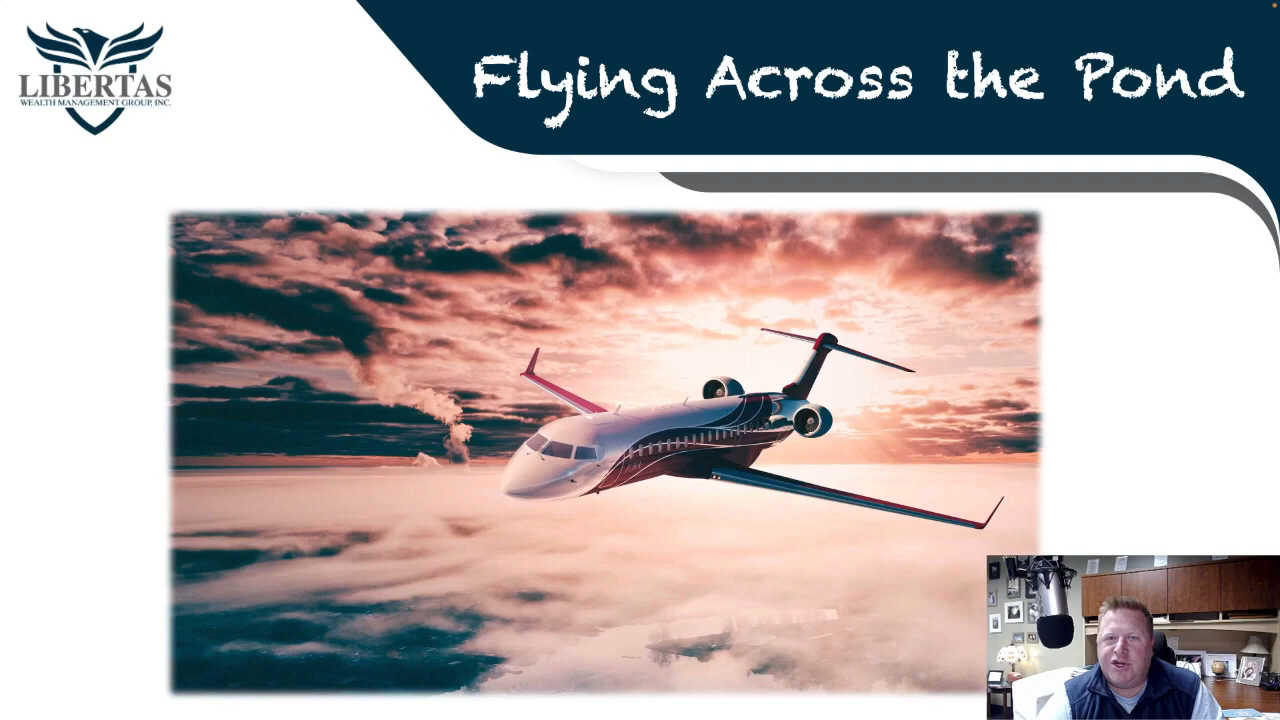 LIBERTAS
WEALTH MANAGEMENT GROUP, INC.
Flying Across the Pond